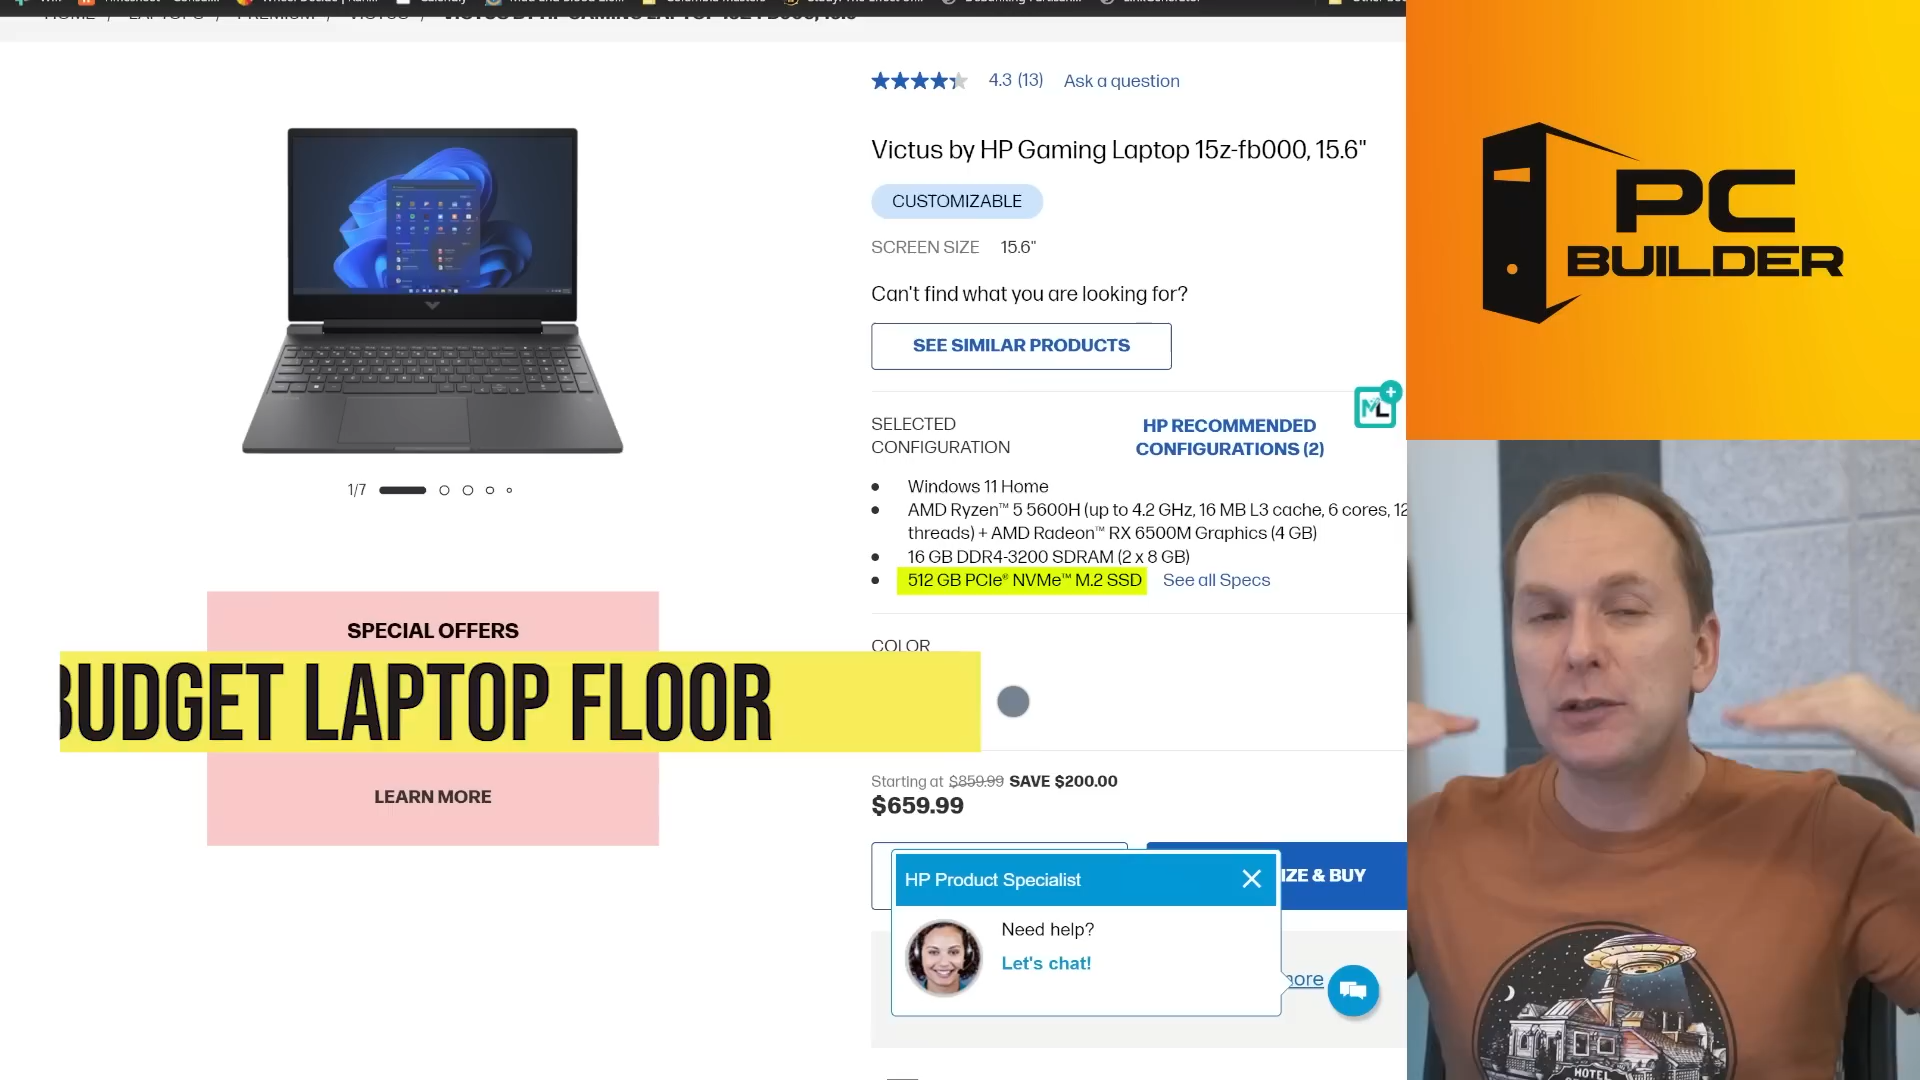 4.3 (13) Ask a question
Victus by HP Gaming Laptop 15z-fb000, 15.6"
CUSTOMIZABLE
SCREEN SIZE 15.6"
Can't find what you are looking for?
SEE SIMILAR PRODUCTS
SELECTED
CONFIGURATION
HP RECOMMENDED
CONFIGURATIONS (2)
ML
Windows 11 Home
AMD Ryzen™ 5 5600H (up to 4.2 GHz, 16 MB L3 cache, 6 cores, 12
threads) + AMD Radeon™ RX 6500M Graphics (4 GB)
16 GB DDR4-3200 SDRAM (2 x 8 GB)
512 GB PCIe® NVMe™ M.2 SSD See all Specs
1/7
SPECIAL OFFERS
BUDGET LAPTOP FLOOR
LEARN MORE
COLOR
Starting at $859.99 SAVE $200.00
$659.99
IZE & BUY
HP Product Specialist
Need help?
Let's chat!
more
PC
BUILDER
HOTEL